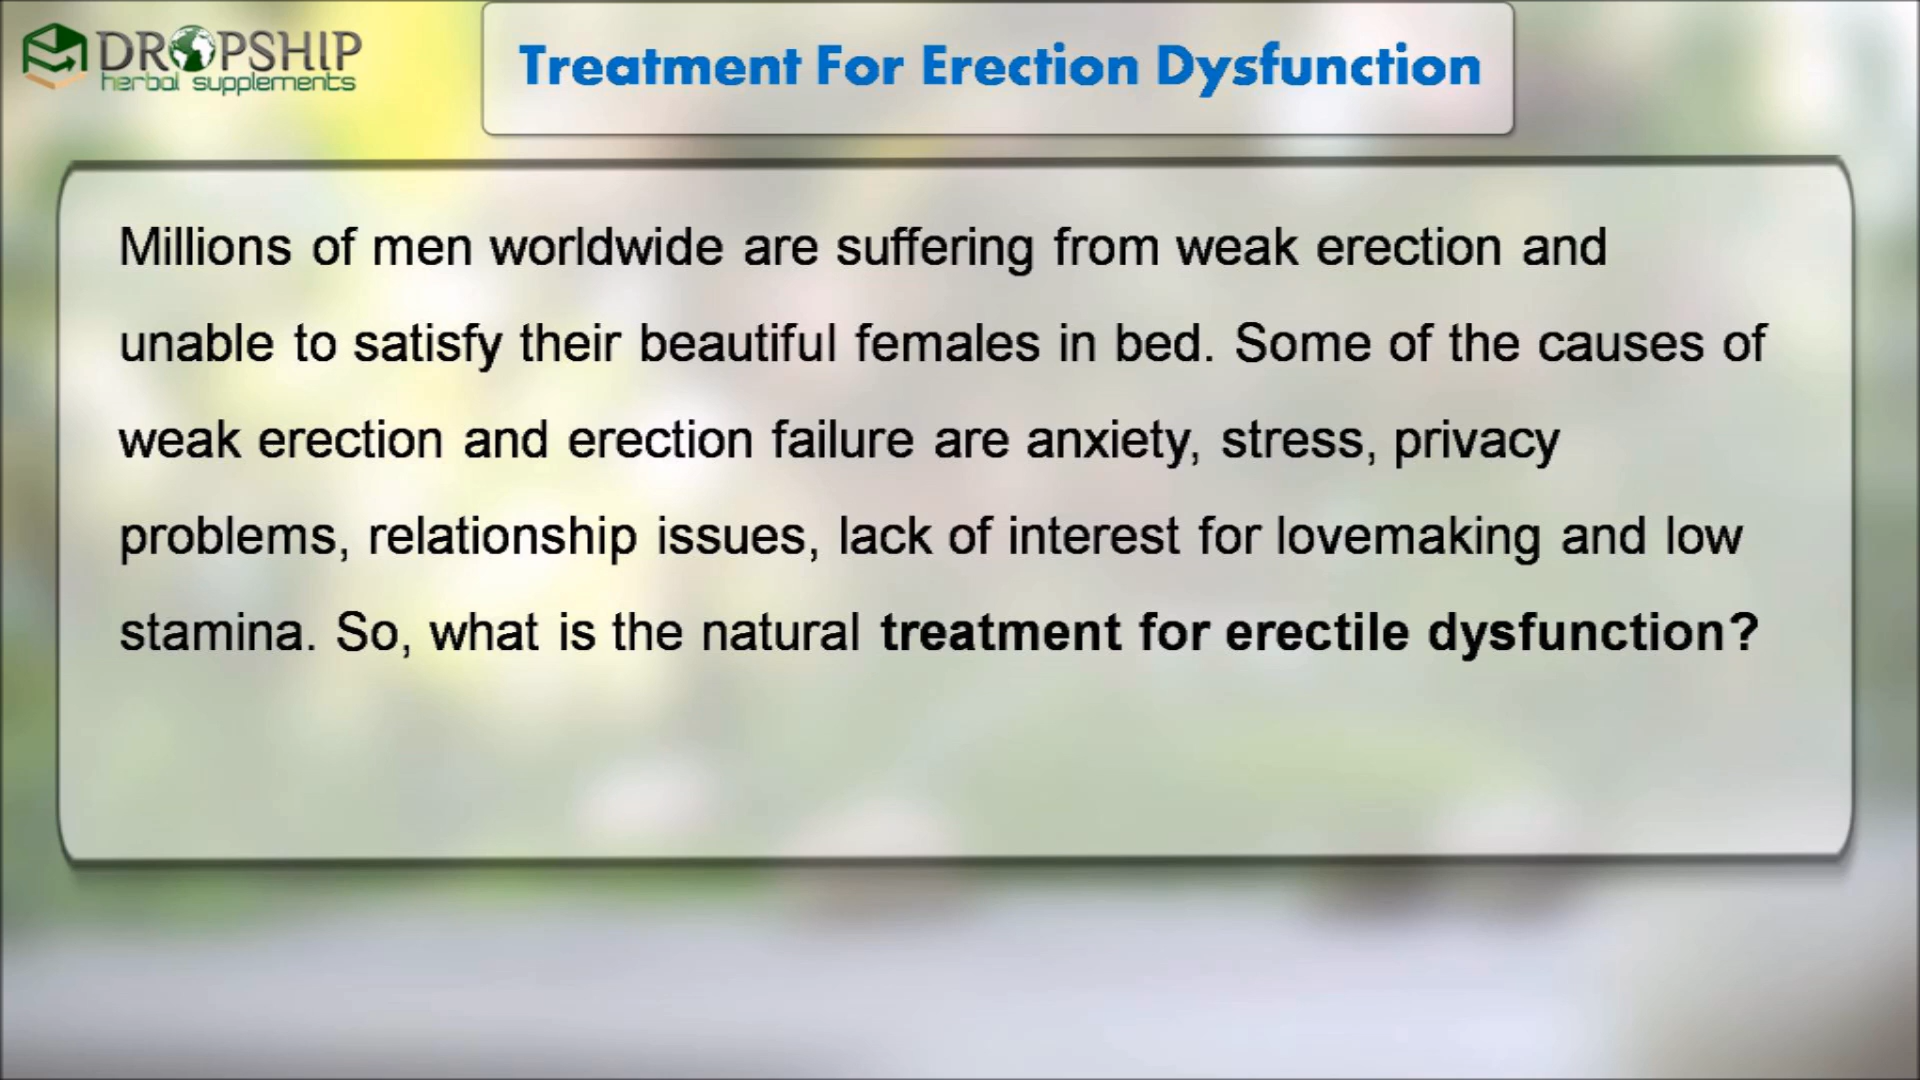 DROPSHIP
herbal supplements
Treatment For Erection Dysfunction
Millions of men worldwide are suffering from weak erection and
unable to satisfy their beautiful females in bed. Some of the causes of
weak erection and erection failure are anxiety, stress, privacy
problems, relationship issues, lack of interest for lovemaking and low
stamina. So, what is the natural treatment for erectile dysfunction?